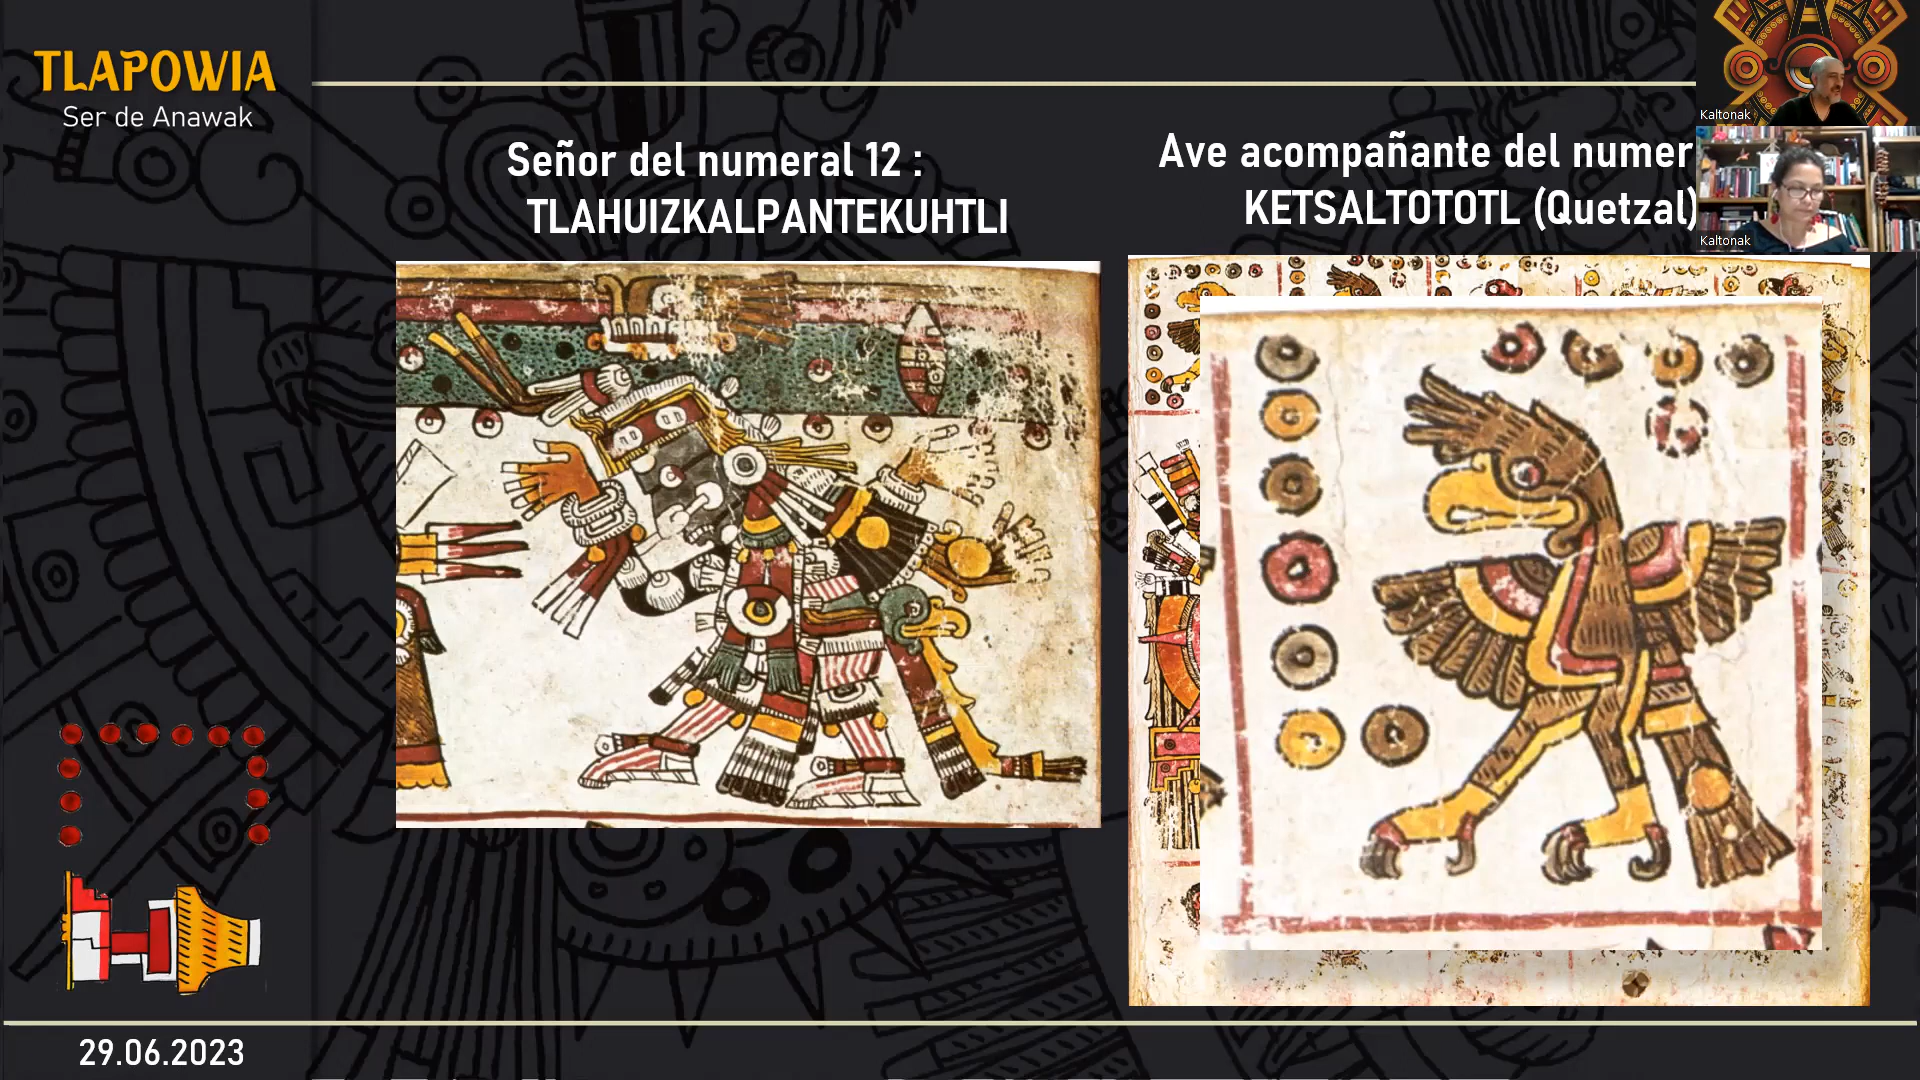 TLAPOWIA
Ser de Anawak
Señor del numeral 12 :
TLAHUIZKALPANTEKUHTLI
Ave acompañante del numer
KETSALTOTOTL (Quetzal)
Kaltonak
Kaltonak
29.06.2023